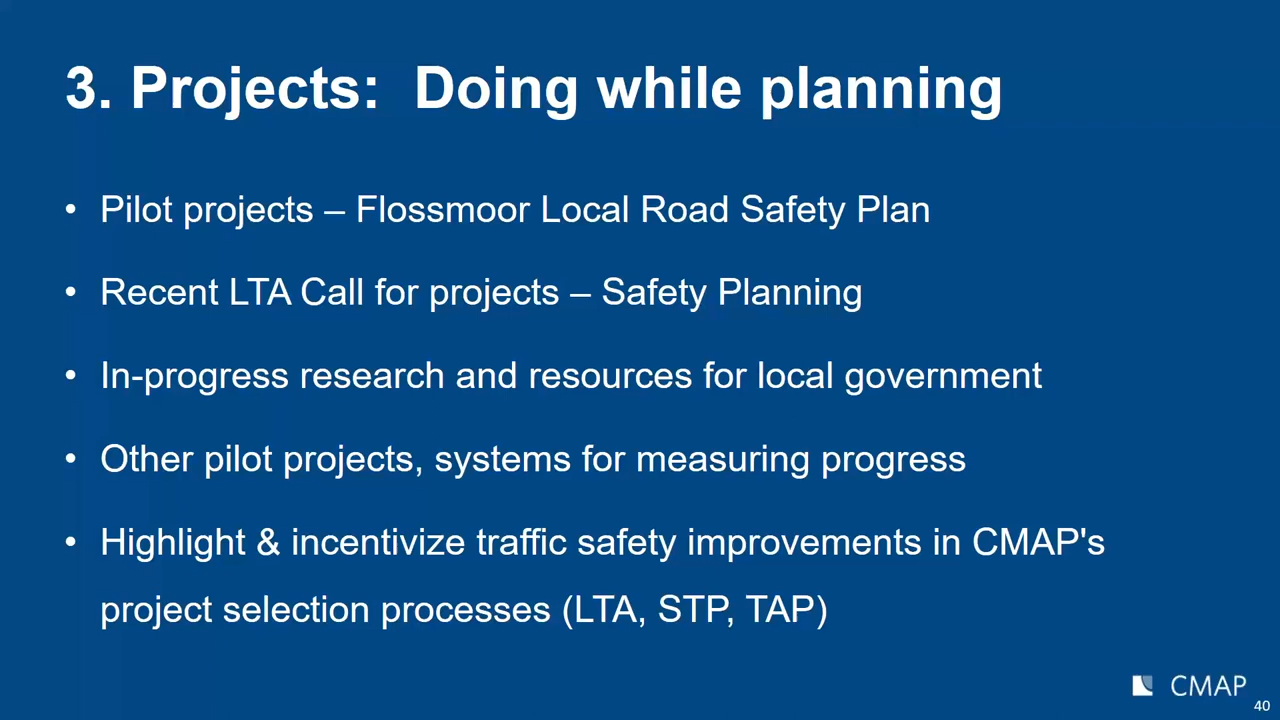 3. Projects:  Doing while planning
• Pilot projects – Flossmoor Local Road Safety Plan
• Recent LTA Call for projects – Safety Planning
• In-progress research and resources for local government
• Other pilot projects, systems for measuring progress
• Highlight & incentivize traffic safety improvements in CMAP's
project selection processes (LTA, STP, TAP)
CMAP
40